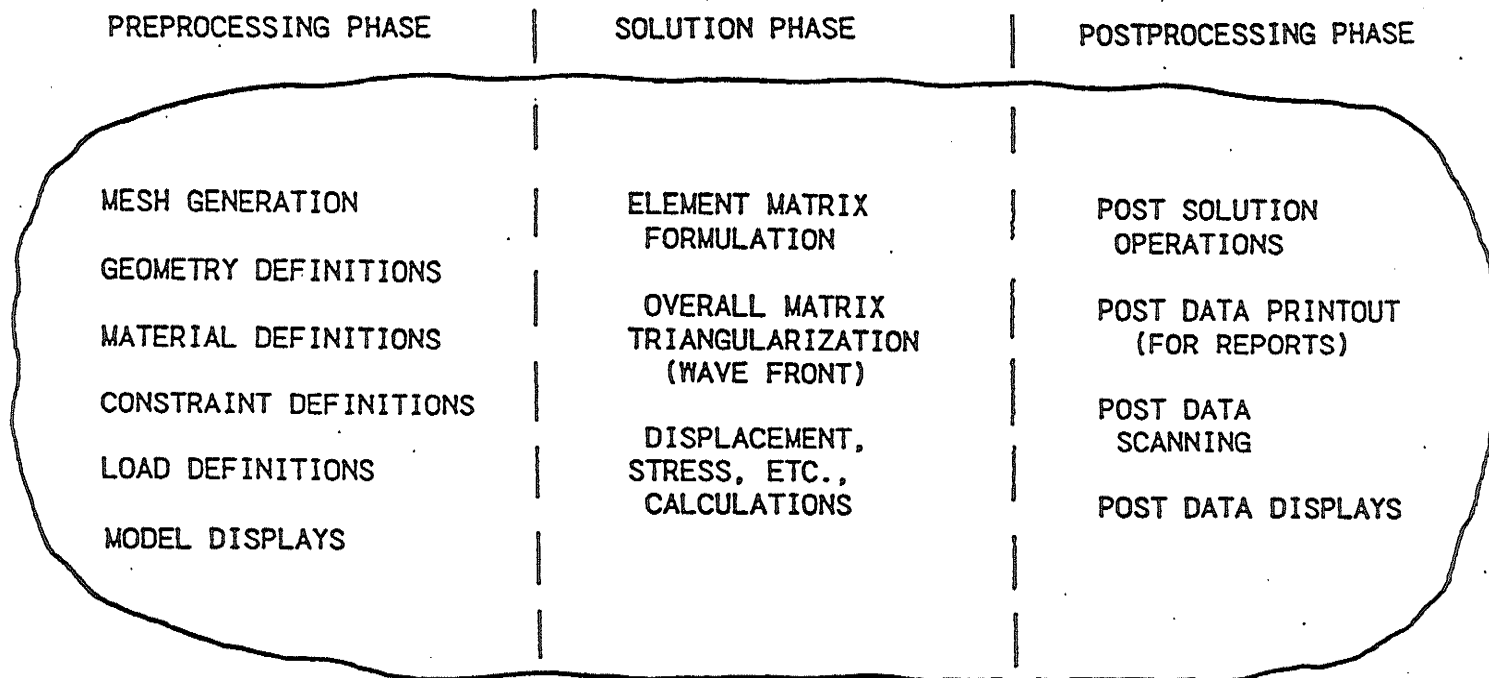 PREPROCESSING PHASE
SOLUTION PHASE
POSTPROCESSING PHASE
MESH GENERATION
GEOMETRY DEFINITIONS
MATERIAL DEFINITIONS
CONSTRAINT DEFINITIONS
LOAD DEFINITIONS
MODEL DISPLAYS
ELEMENT MATRIX
FORMULATION
OVERALL MATRIX
TRIANGULARIZATION
(WAVE FRONT)
DISPLACEMENT,
STRESS, ETC.,
CALCULATIONS
POST SOLUTION
OPERATIONS
POST DATA PRINTOUT
(FOR REPORTS)
POST DATA
SCANNING
POST DATA DISPLAYS